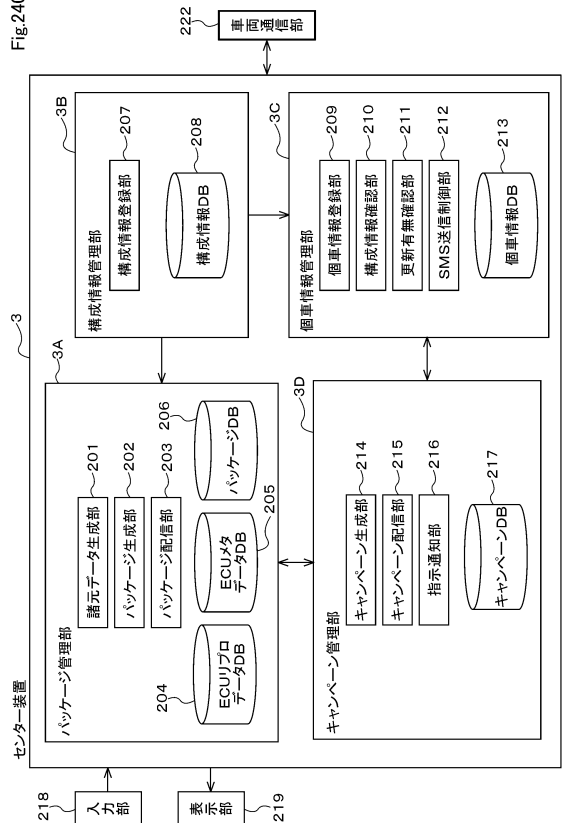 Fig.240
センター装置
3
パッケージ管理部
3A
諸元データ生成部
201
パッケージ生成部
202
パッケージ配信部
203
ECUリプロ
データDB
204
ECUメタ
データDB
205
パッケージDB
206
構成情報管理部
3B
構成情報登録部
207
構成情報DB
208
個車情報管理部
3C
個車情報登録部
209
構成情報確認部
210
更新有無確認部
211
SMS送信制御部
212
個車情報DB
213
キャンペーン管理部
3D
キャンペーン生成部
214
キャンペーン配信部
215
指示通知部
216
キャンペーンDB
217
入力部
218
表示部
219
車両通信部
222